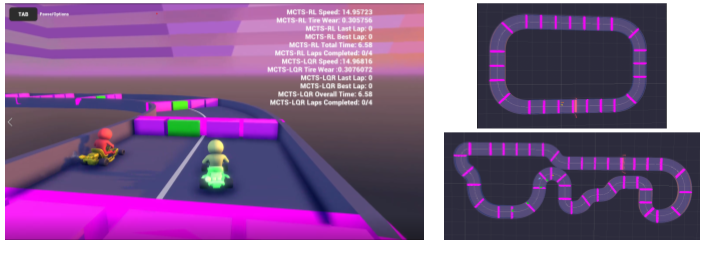 TAB Funnel Options
MCTS-RL Speed: 14.95723
MCTS-RL Tire Wear: 0.305756
MCTS-RL Last Lap: 0
MCTS-RL Best Lap: 0
MCTS-RL Total Time: 6.58
MCTS-RL Laps Completed: 0/4
MCTS-LQR Speed :14.96816
MCTS-LQR Tire Wear :0.3076072
MCTS-LQR Last Lap: 0
MCTS-LQR Best Lap: 0
MCTS-LQR Overall Time: 6.58
MCTS-LQR Laps Completed: 0/4